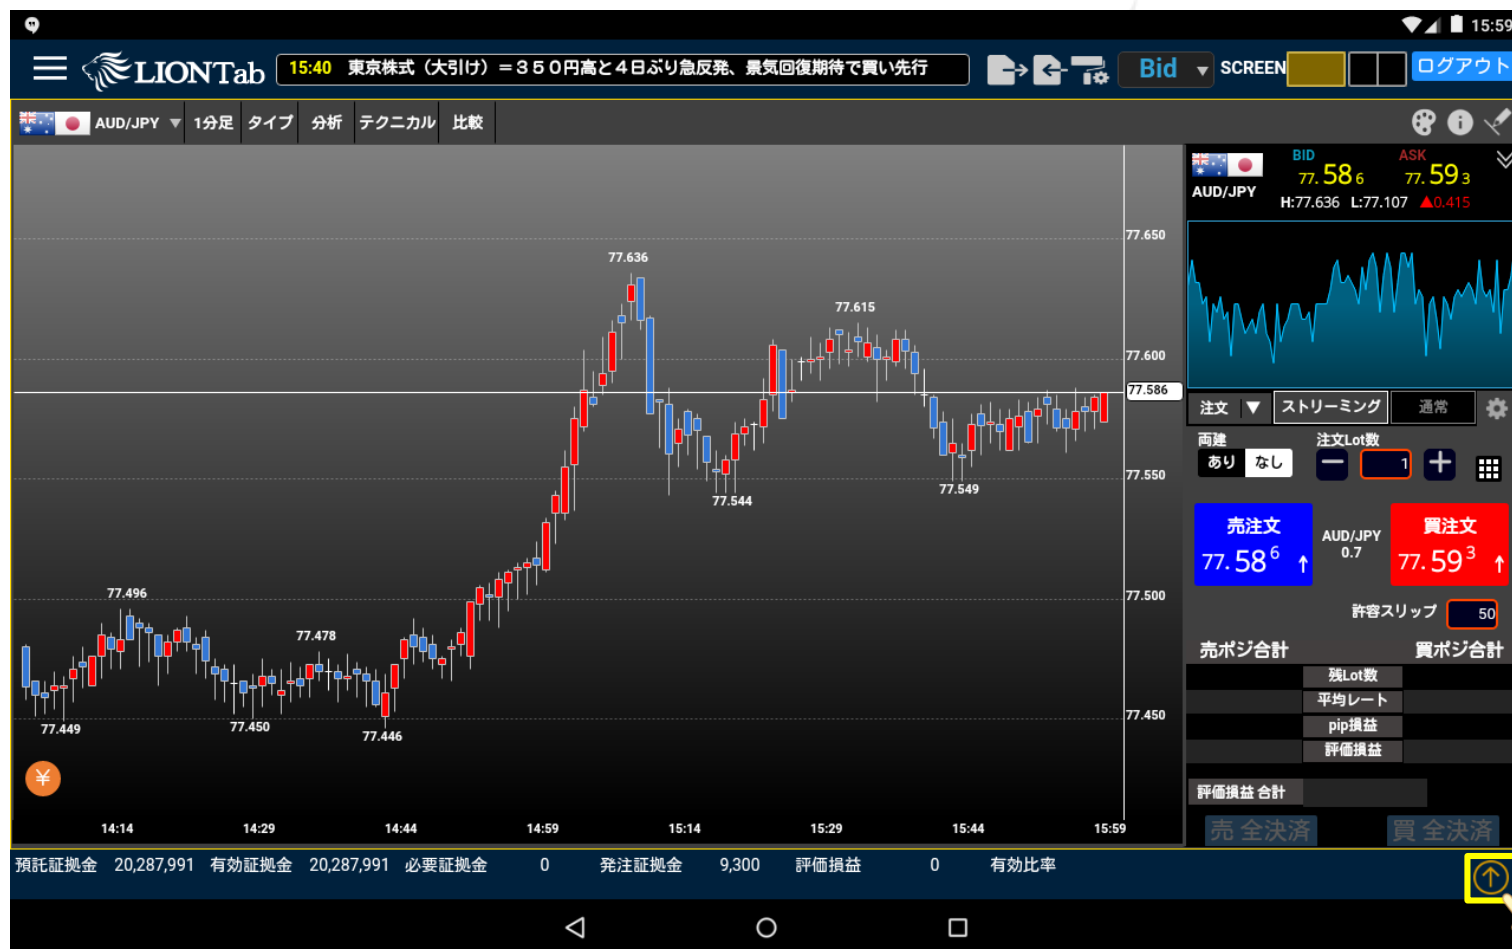 15:59
LIONTab 15:40 東京株式（大引け）＝３５０円高と４日ぶり急反発、景気回復期待で買い先行 Bid SCREEN ログアウト
AUD/JPY 1分足 タイプ 分析 テクニカル 比較
77.650
77.636
77.615
77.600
77.586
77.550
77.549
77.544
77.500
77.496
77.478
77.450
77.449
77.450
77.446
¥
14:14 14:29 14:44 14:59 15:14 15:29 15:44 15:59
BID ASK
77.586 77.593
AUD/JPY
H:77.636 L:77.107 ▲0.415
注文 ▼ ストリーミング 通常
両建 注文Lot数
あり なし － 1 ＋
売注文 AUD/JPY 買注文
77.586 ↑ 0.7 77.593 ↑
許容スリップ 50
売ポジ合計 買ポジ合計
残Lot数
平均レート
pip損益
評価損益
評価損益 合計
売 全決済 買 全決済
預託証拠金 20,287,991 有効証拠金 20,287,991 必要証拠金 0 発注証拠金 9,300 評価損益 0 有効比率